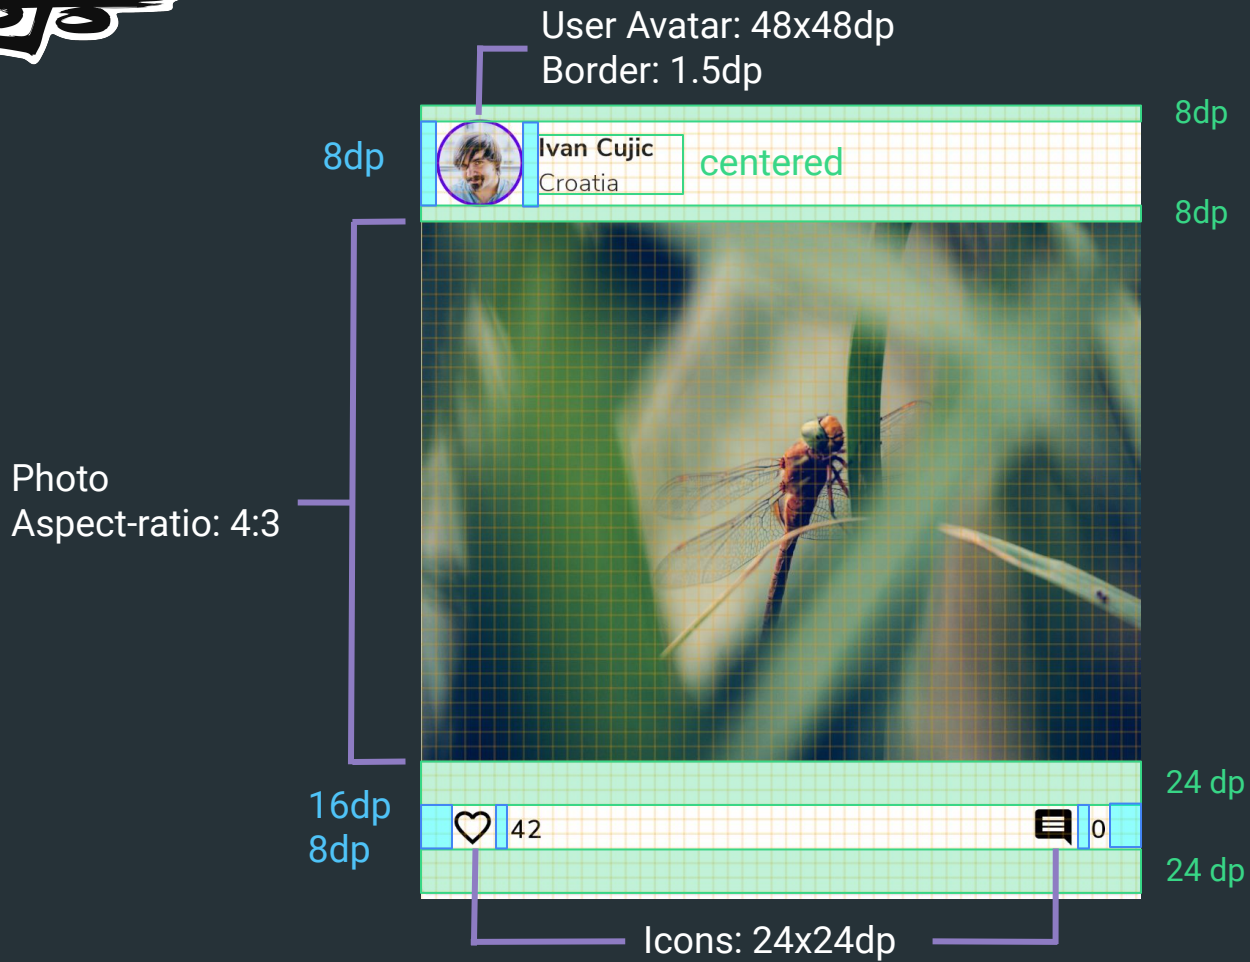 User Avatar: 48x48dp
Border: 1.5dp
8dp
8dp
Ivan Cujic
centered
Croatia
8dp
Photo
Aspect-ratio: 4:3
24 dp
16dp
8dp
42
0
24 dp
Icons: 24x24dp